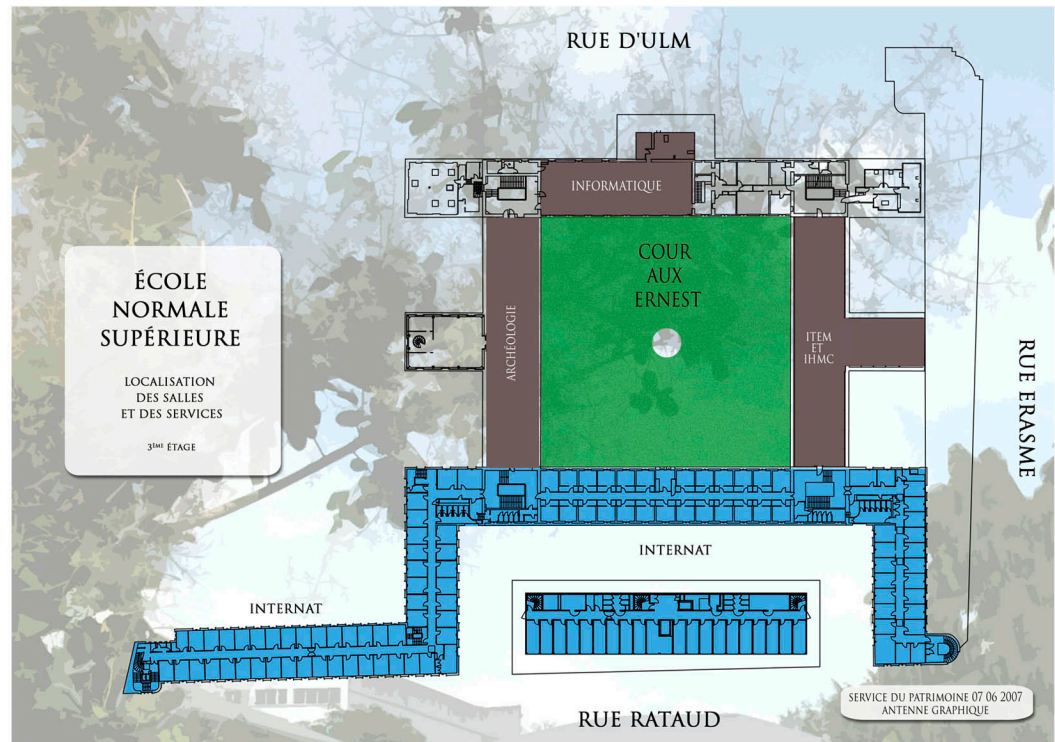 RUE D'ULM
INFORMATIQUE
COUR
AUX
ERNEST
ÉCOLE
NORMALE
SUPÉRIEURE
LOCALISATION
DES SALLES
ET DES SERVICES
3ÈME ÉTAGE
ARCHÉOLOGIE
ITEM
ET
IHMC
RUE ERASME
INTERNAT
INTERNAT
SERVICE DU PATRIMOINE 07 06 2007
ANTENNE GRAPHIQUE
RUE RATAUD